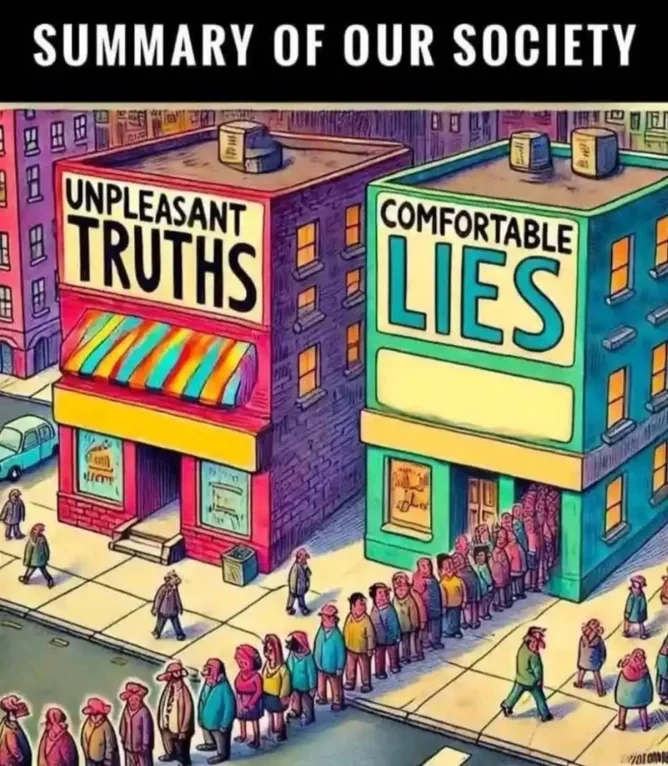 SUMMARY OF OUR SOCIETY
UNPLEASANT
TRUTHS
COMFORTABLE
LIES